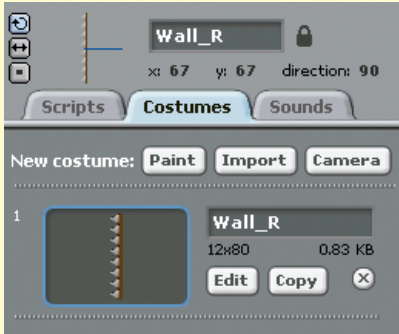 Wall_R
x: 67 y: 67 direction: 90
Scripts Costumes Sounds
New costume: Paint Import Camera
1
Wall_R
12x80 0.83 KB
Edit Copy